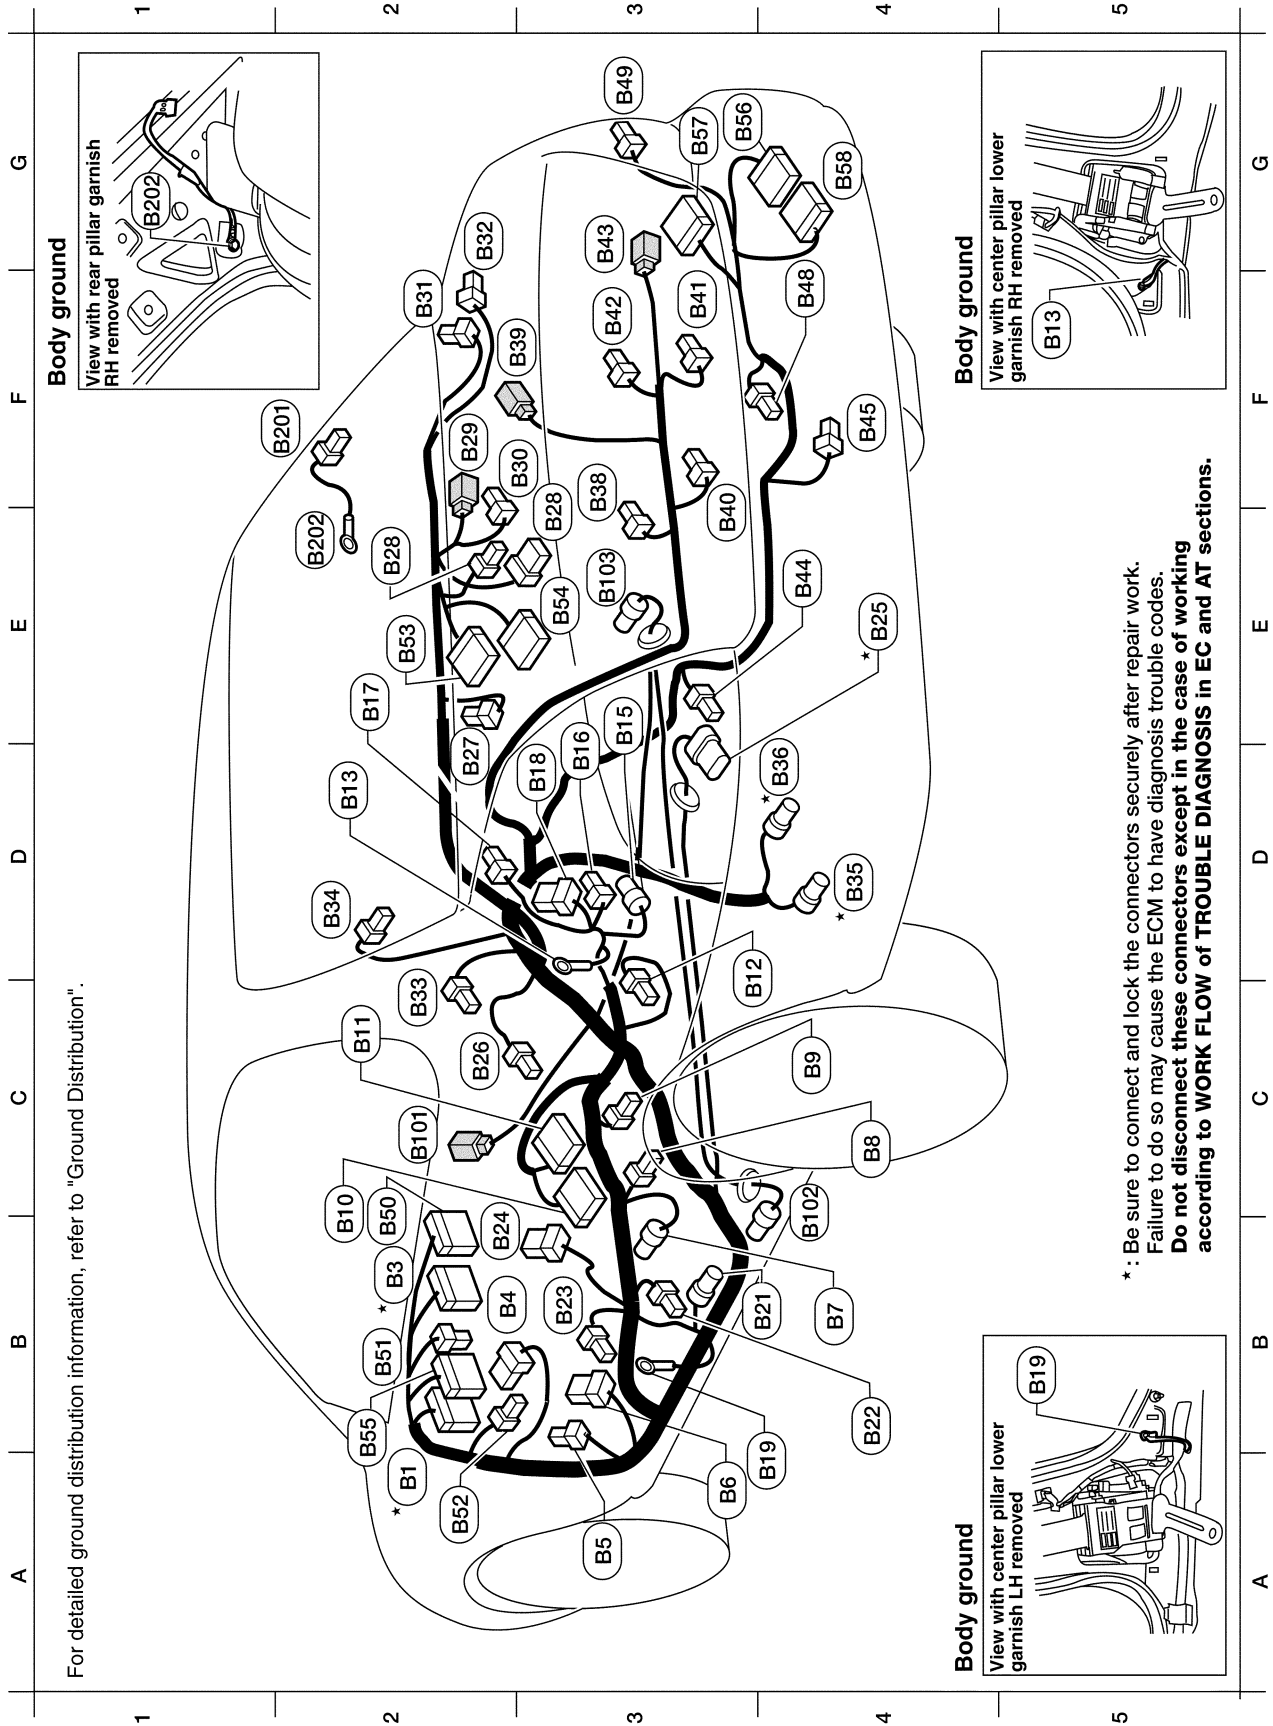 A
B
C
D
E
F
G
1
2
3
4
5
For detailed ground distribution information, refer to "Ground Distribution".
Body ground
View with rear pillar garnish
RH removed
B202
B201
B202
B34
B13
B17
B53
B28
B31
B32
B29
B39
B30
B28
B54
B27
B33
B26
B11
B101
B10
B50
★ B3
B51
B55
★ B1
B52
B24
B4
B23
B5
B6
B19
B22
B21
B7
B102
B8
B9
B12
B18
B16
B15
B103
B38
B40
B42
B41
B43
B49
B57
B56
B58
B48
B45
B44
★ B25
★ B36
★ B35
Body ground
View with center pillar lower
garnish LH removed
B19
★ : Be sure to connect and lock the connectors securely after repair work.
Failure to do so may cause the ECM to have diagnosis trouble codes.
Do not disconnect these connectors except in the case of working
according to WORK FLOW of TROUBLE DIAGNOSIS in EC and AT sections.
Body ground
View with center pillar lower
garnish RH removed
B13
1
2
3
4
5
A
B
C
D
E
F
G